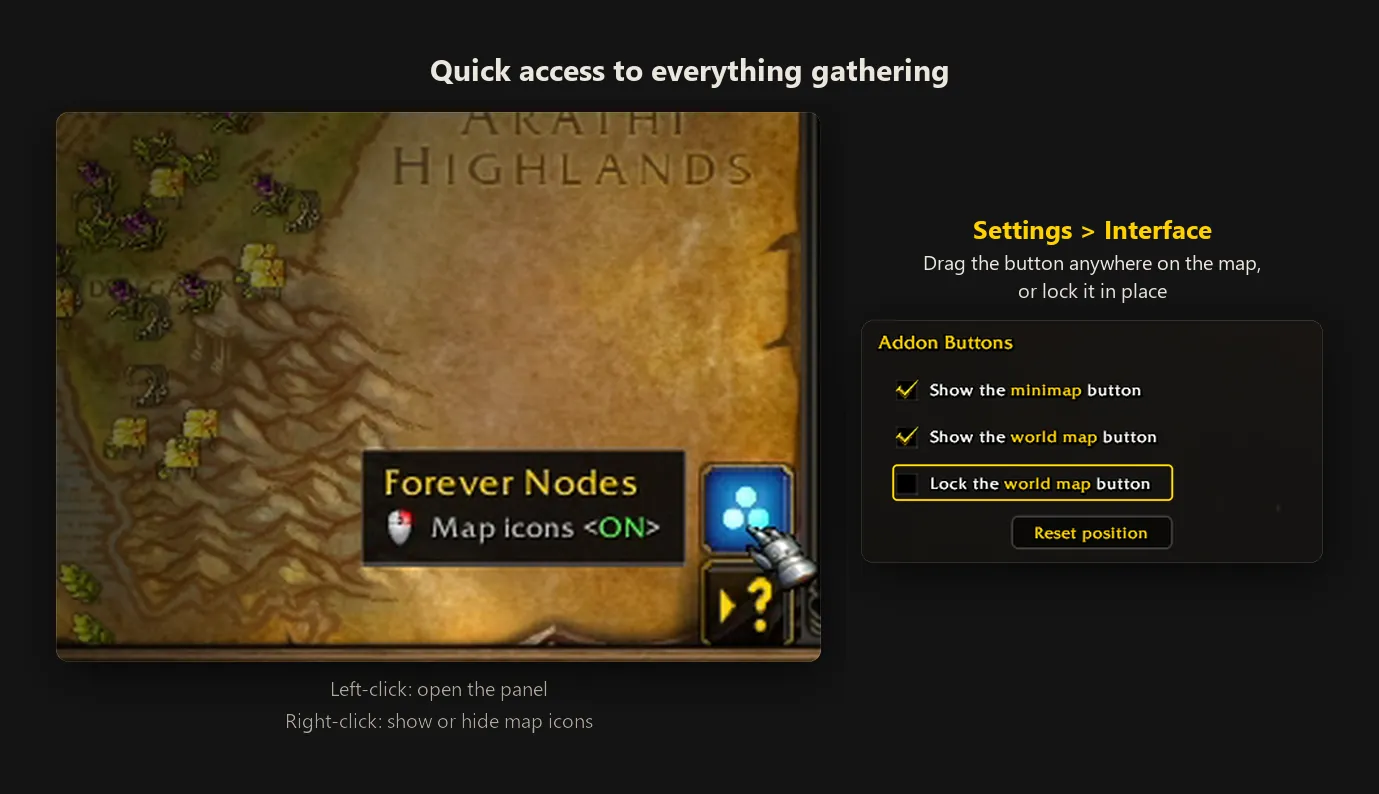 Quick access to everything gathering
ARATHI
HIGHLANDS
Forever Nodes
Map icons <ON>
?
Left-click: open the panel
Right-click: show or hide map icons
Settings > Interface
Drag the button anywhere on the map,
or lock it in place
Addon Buttons
Show the minimap button
Show the world map button
Lock the world map button
Reset position